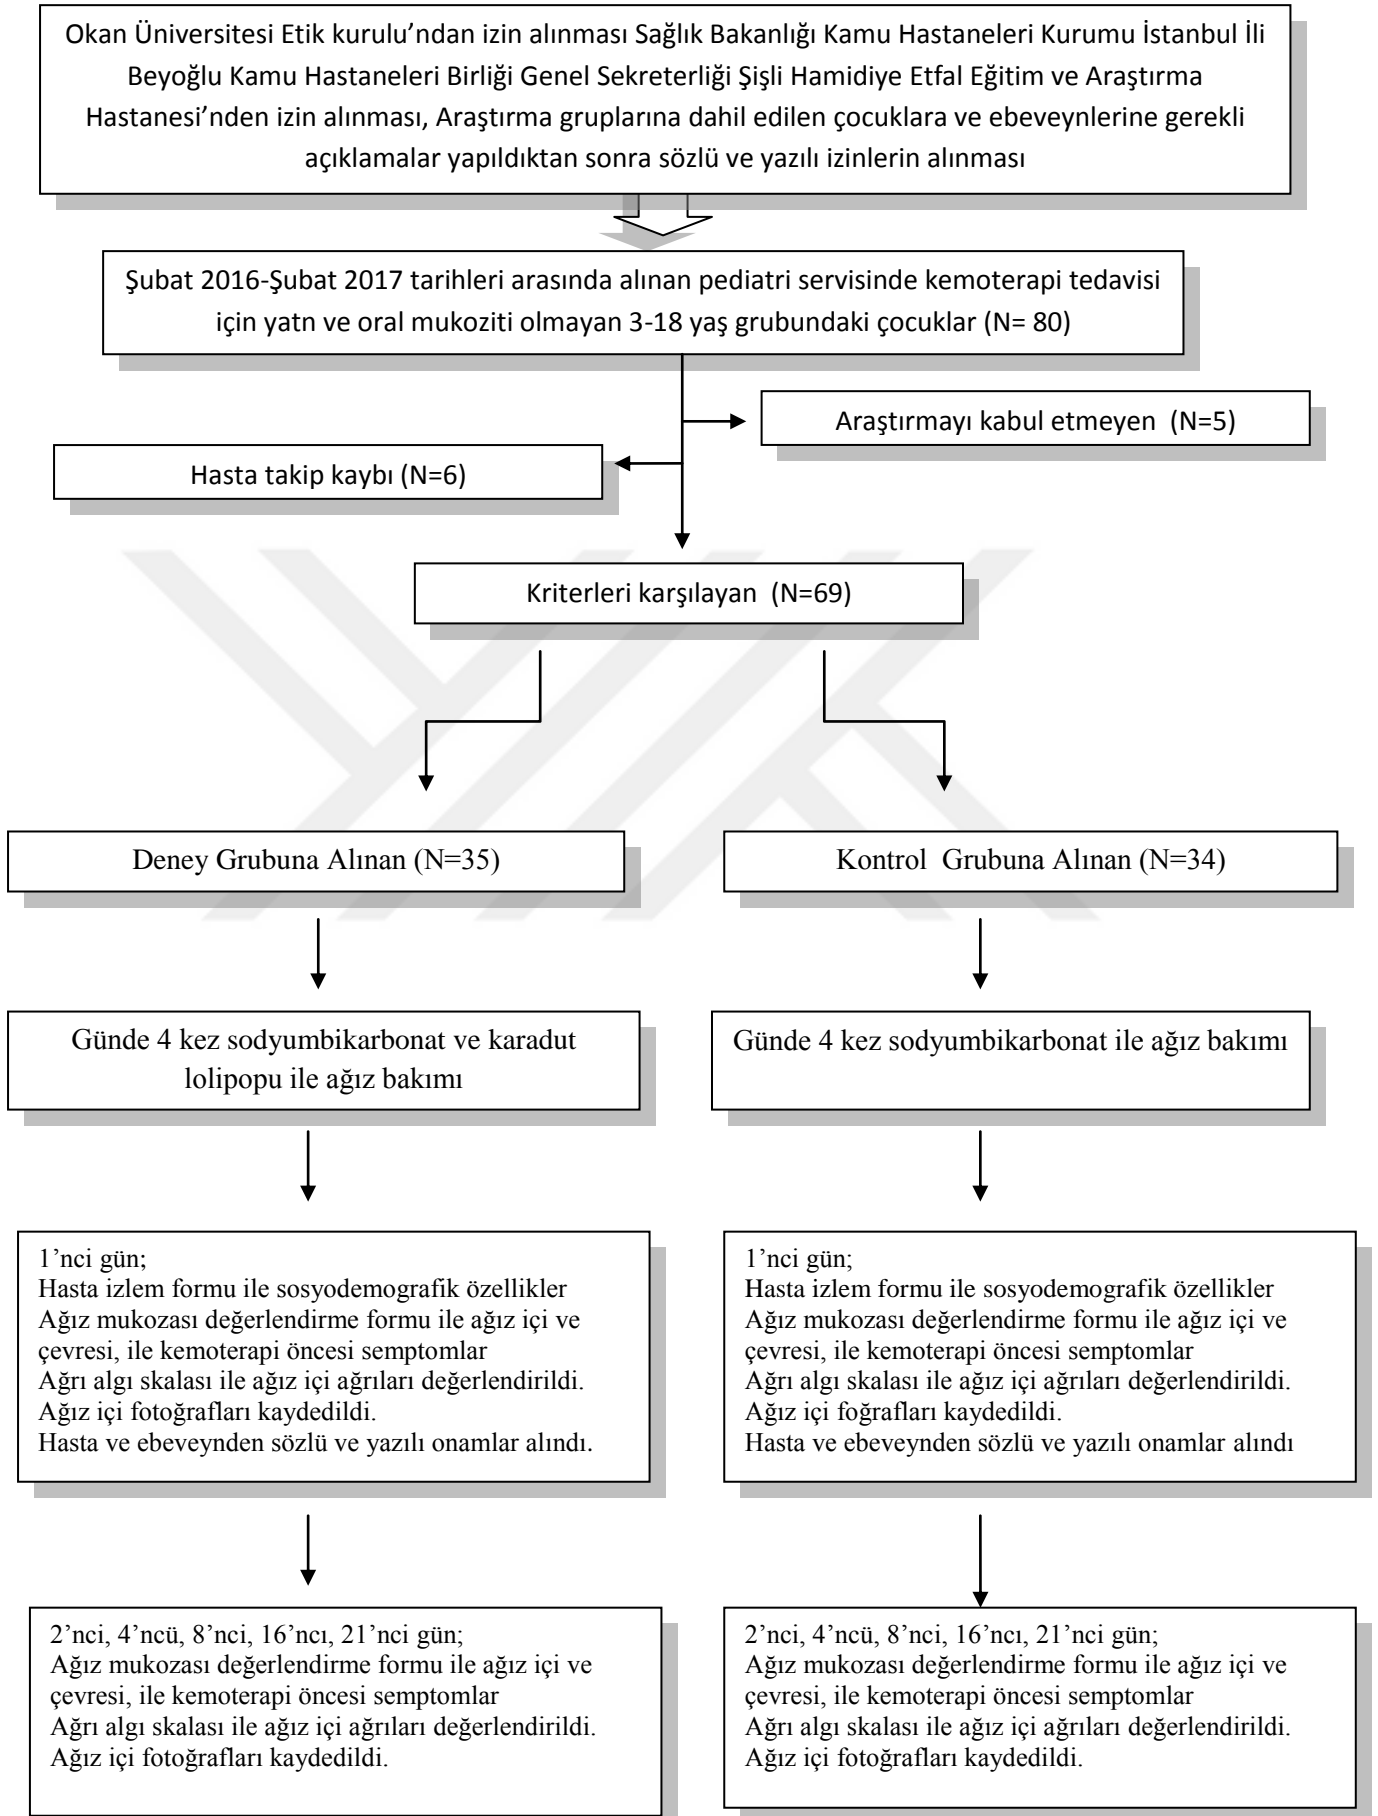 Okan Üniversitesi Etik kurulu’ndan izin alınması Sağlık Bakanlığı Kamu Hastaneleri Kurumu İstanbul İli
Beyoğlu Kamu Hastaneleri Birliği Genel Sekreterliği Şişli Hamidiye Etfal Eğitim ve Araştırma
Hastanesi’nden izin alınması, Araştırma gruplarına dahil edilen çocuklara ve ebeveynlerine gerekli
açıklamalar yapıldıktan sonra sözlü ve yazılı izinlerin alınması
Şubat 2016-Şubat 2017 tarihleri arasında alınan pediatri servisinde kemoterapi tedavisi
için yatn ve oral mukoziti olmayan 3-18 yaş grubundaki çocuklar (N= 80)
Araştırmayı kabul etmeyen (N=5)
Hasta takip kaybı (N=6)
Kriterleri karşılayan (N=69)
Deney Grubuna Alınan (N=35)
Kontrol Grubuna Alınan (N=34)
Günde 4 kez sodyumbikarbonat ve karadut
lolipopu ile ağız bakımı
Günde 4 kez sodyumbikarbonat ile ağız bakımı
1’nci gün;
Hasta izlem formu ile sosyodemografik özellikler
Ağız mukozası değerlendirme formu ile ağız içi ve
çevresi, ile kemoterapi öncesi semptomlar
Ağrı algı skalası ile ağız içi ağrıları değerlendirildi.
Ağız içi fotoğrafları kaydedildi.
Hasta ve ebeveynden sözlü ve yazılı onamlar alındı.
1’nci gün;
Hasta izlem formu ile sosyodemografik özellikler
Ağız mukozası değerlendirme formu ile ağız içi ve
çevresi, ile kemoterapi öncesi semptomlar
Ağrı algı skalası ile ağız içi ağrıları değerlendirildi.
Ağız içi foğrafları kaydedildi.
Hasta ve ebeveynden sözlü ve yazılı onamlar alındı
2’nci, 4’ncü, 8’nci, 16’ncı, 21’nci gün;
Ağız mukozası değerlendirme formu ile ağız içi ve
çevresi, ile kemoterapi öncesi semptomlar
Ağrı algı skalası ile ağız içi ağrıları değerlendirildi.
Ağız içi fotoğrafları kaydedildi.
2’nci, 4’ncü, 8’nci, 16’ncı, 21’nci gün;
Ağız mukozası değerlendirme formu ile ağız içi ve
çevresi, ile kemoterapi öncesi semptomlar
Ağrı algı skalası ile ağız içi ağrıları değerlendirildi.
Ağız içi fotoğrafları kaydedildi.